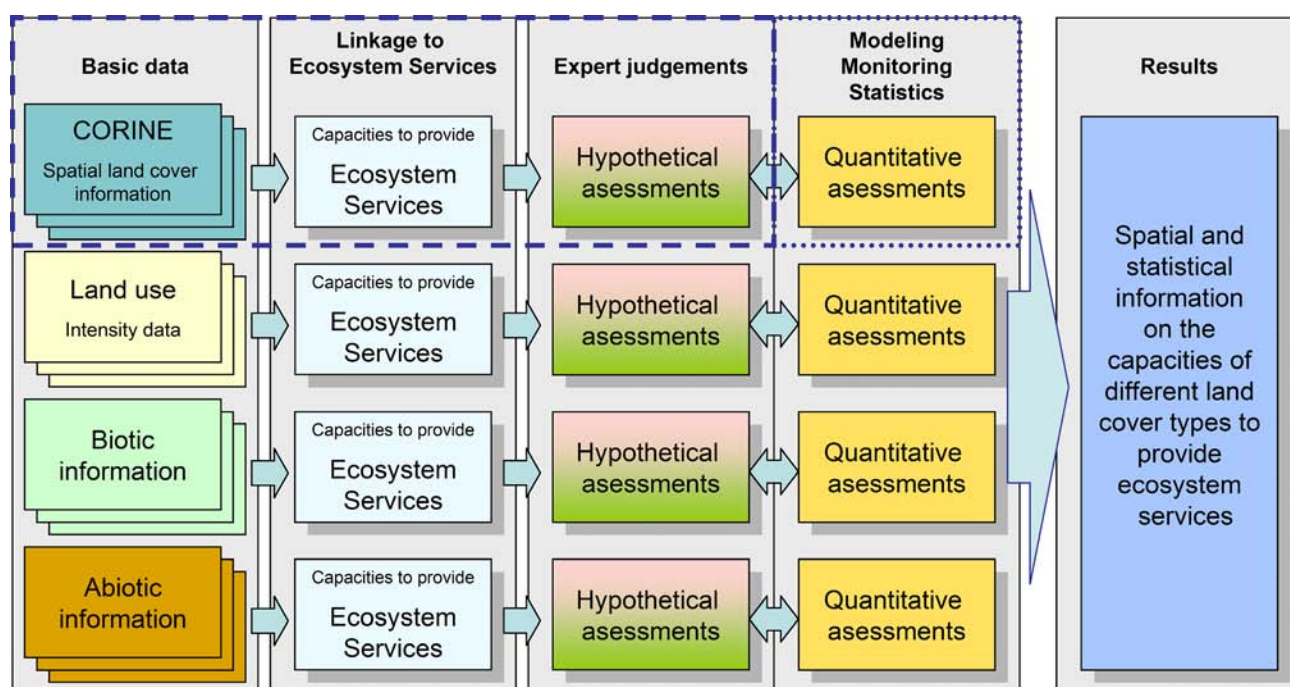 Basic data
Linkage to
Ecosystem Services
Expert judgements
Modeling
Monitoring
Statistics
Results
CORINE
Spatial land cover
information
Capacities to provide
Ecosystem
Services
Hypothetical
asessments
Quantitative
asessments
Land use
Intensity data
Capacities to provide
Ecosystem
Services
Hypothetical
asessments
Quantitative
asessments
Biotic
information
Capacities to provide
Ecosystem
Services
Hypothetical
asessments
Quantitative
asessments
Abiotic
information
Capacities to provide
Ecosystem
Services
Hypothetical
asessments
Quantitative
asessments
Spatial and
statistical
information
on the
capacities of
different land
cover types to
provide
ecosystem
services